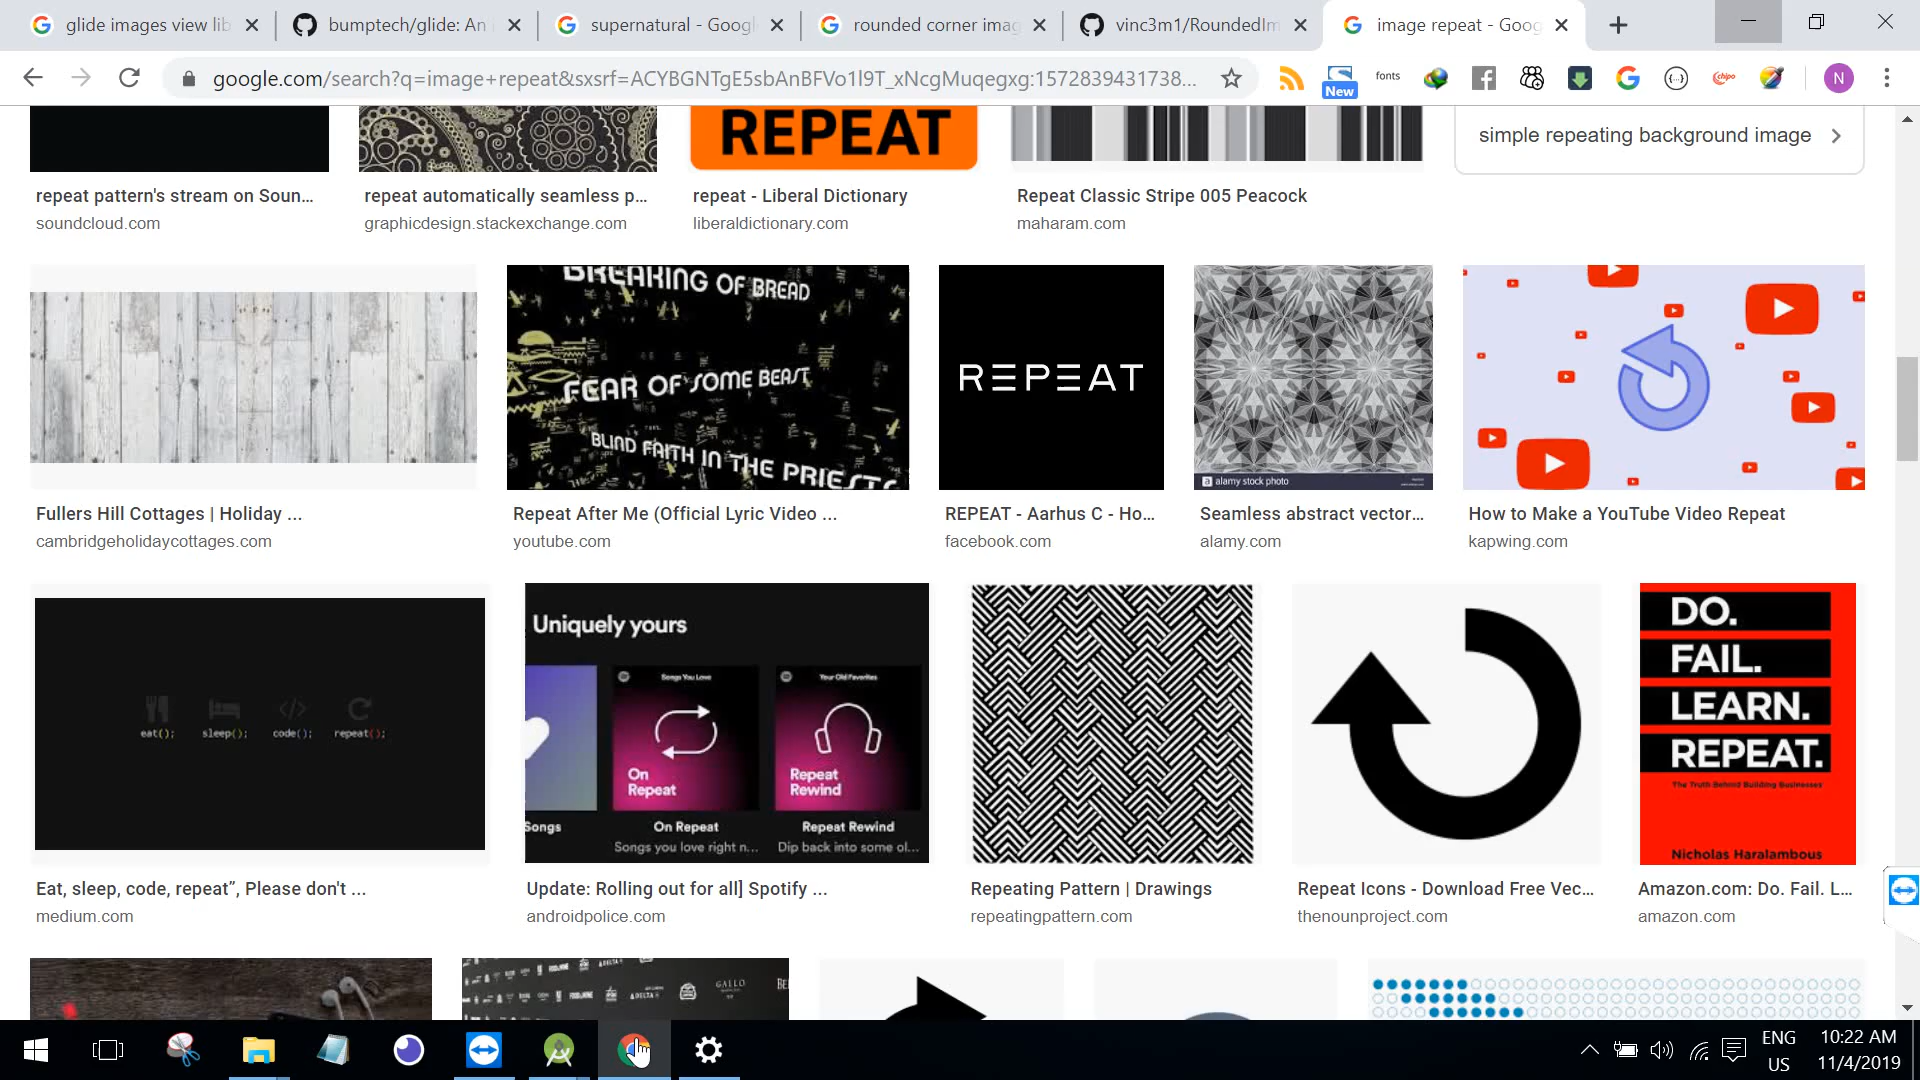 glide images view lib
bumptech/glide: An i
supernatural - Googl
rounded corner imag
vinc3m1/RoundedIm
image repeat - Goog
google.com/search?q=image+repeat&sxsrf=ACYBGNTgE5sbAnBFVo1l9T_xNcgMuqegxg:1572839431738...
New
fonts
chipo
N
REPEAT
simple repeating background image
repeat pattern's stream on Soun...
soundcloud.com
repeat automatically seamless p...
graphicdesign.stackexchange.com
repeat - Liberal Dictionary
liberaldictionary.com
Repeat Classic Stripe 005 Peacock
maharam.com
BREAKING OF BREAD
FEAR OF SOME BEAST
BLIND FAITH IN THE PRIESTS
REPEAT
a alamy stock photo
Fullers Hill Cottages | Holiday ...
cambridgeholidaycottages.com
Repeat After Me (Official Lyric Video ...
youtube.com
REPEAT - Aarhus C - Ho...
facebook.com
Seamless abstract vector...
alamy.com
How to Make a YouTube Video Repeat
kapwing.com
eat(); sleep(); code(); repeat();
Uniquely yours
Songs You Love
On
Repeat
Your Old Favorites
Repeat
Rewind
Songs
On Repeat
Songs you love right n...
Repeat Rewind
Dip back into some ol...
DO.
FAIL.
LEARN.
REPEAT.
The Truth Behind Building Businesses
Nicholas Haralambous
Eat, sleep, code, repeat”, Please don't ...
medium.com
Update: Rolling out for all] Spotify ...
androidpolice.com
Repeating Pattern | Drawings
repeatingpattern.com
Repeat Icons - Download Free Vec...
thenounproject.com
Amazon.com: Do. Fail. L...
amazon.com
GALLO
DELTA
ENG
US
10:22 AM
11/4/2019